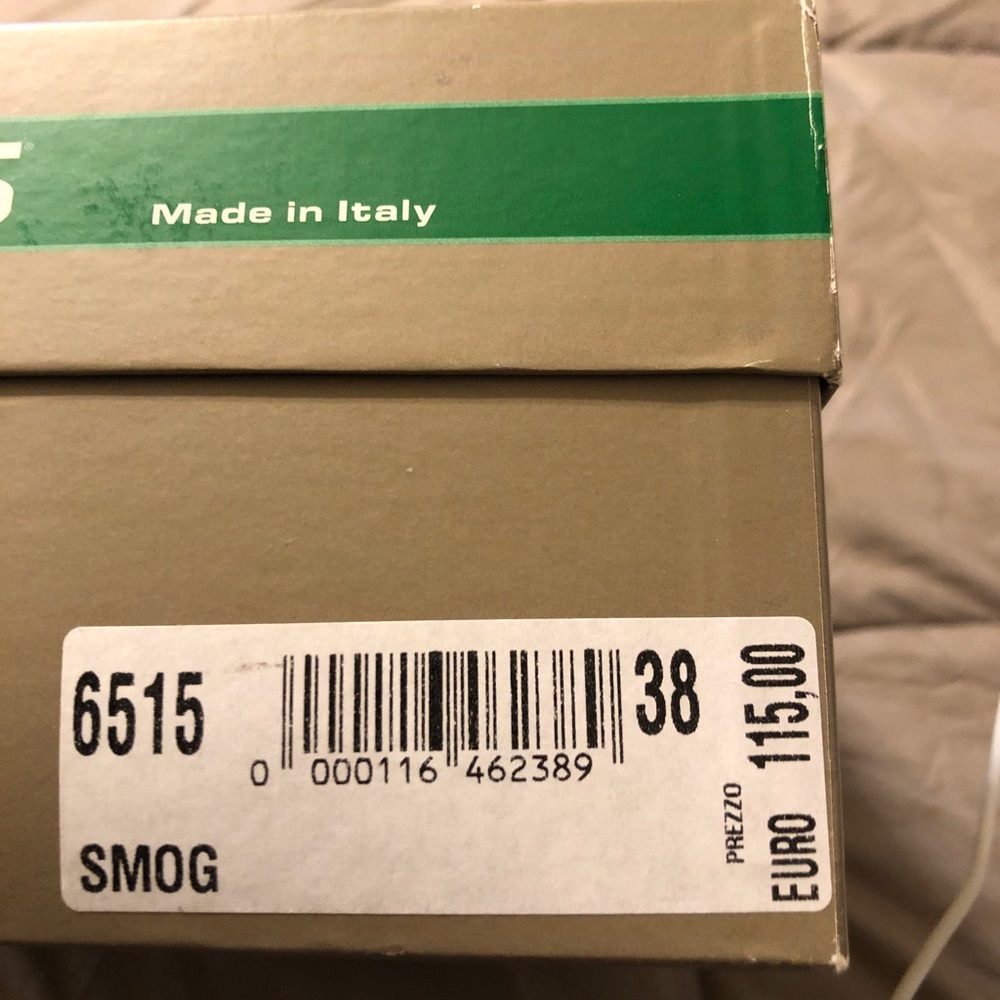 Made in Italy
6515
38
0 000116 462389
SMOG
PREZZO
EURO 115,00